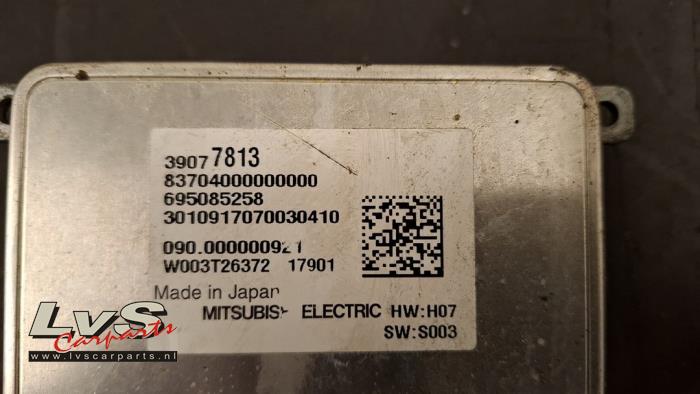 3907 7813
83704000000000
695085258
3010917070030410
090.000000921
W003T26372 17901
Made in Japan
MITSUBIS ELECTRIC HW:H07
SW:S003
LvS
Carparts
www.lvscarparts.nl